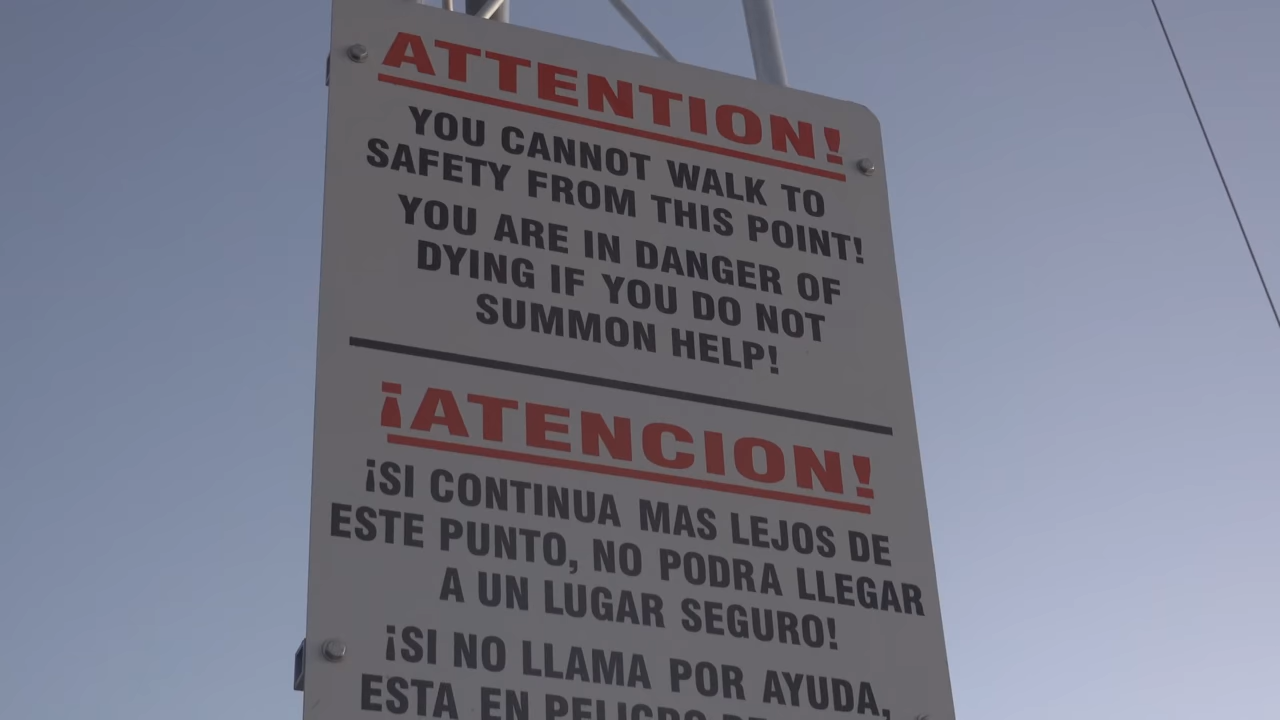 ATTENTION!
YOU CANNOT WALK TO
SAFETY FROM THIS POINT!
YOU ARE IN DANGER OF
DYING IF YOU DO NOT
SUMMON HELP!
¡ATENCION!
¡SI CONTINUA MAS LEJOS DE
ESTE PUNTO, NO PODRA LLEGAR
A UN LUGAR SEGURO!
¡SI NO LLAMA POR AYUDA,
ESTA EN PELIGRO DE